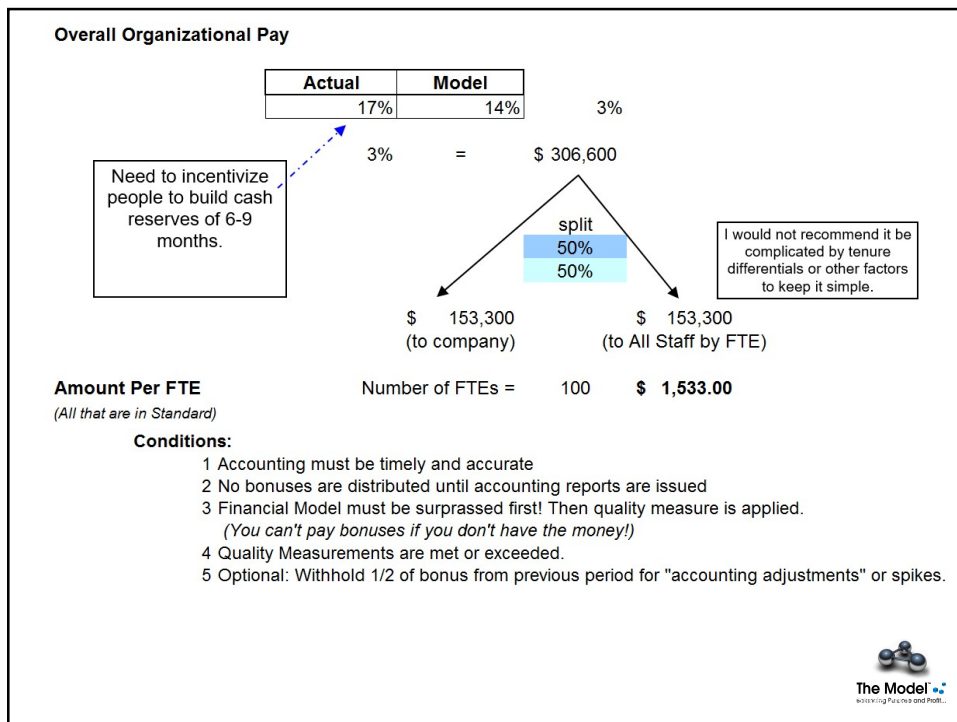 Overall Organizational Pay
Actual Model
17% 14% 3%
3% = $ 306,600
Need to incentivize
people to build cash
reserves of 6-9
months.
split
50%
50%
I would not recommend it be
complicated by tenure
differentials or other factors
to keep it simple.
$ 153,300 $ 153,300
(to company) (to All Staff by FTE)
Amount Per FTE Number of FTEs = 100 $ 1,533.00
(All that are in Standard)
Conditions:
1 Accounting must be timely and accurate
2 No bonuses are distributed until accounting reports are issued
3 Financial Model must be surprassed first! Then quality measure is applied.
(You can't pay bonuses if you don't have the money!)
4 Quality Measurements are met or exceeded.
5 Optional: Withhold 1/2 of bonus from previous period for "accounting adjustments" or spikes.
The Model
Balancing Purpose and Profit...